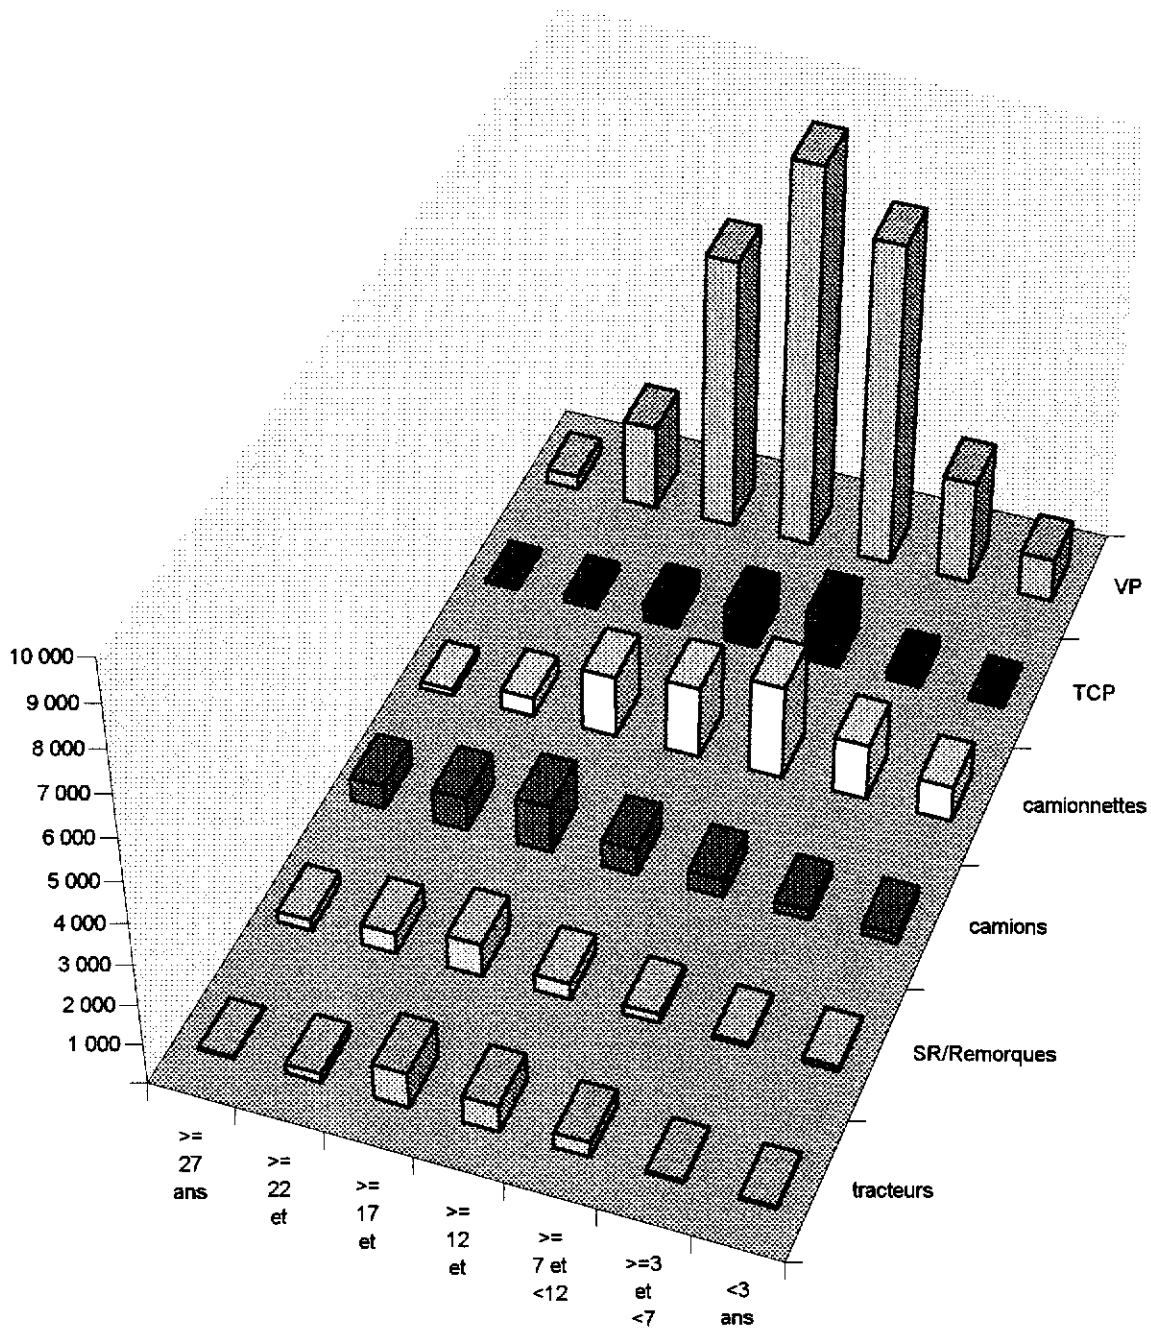 10 000
9 000
8 000
7 000
6 000
5 000
4 000
3 000
2 000
1 000
VP
TCP
camionnettes
camions
SR/Remorques
tracteurs
>=
27
ans
>=
22
et
>=
17
et
>=
12
et
>=
7 et
<12
>=3
et
<7
<3
ans